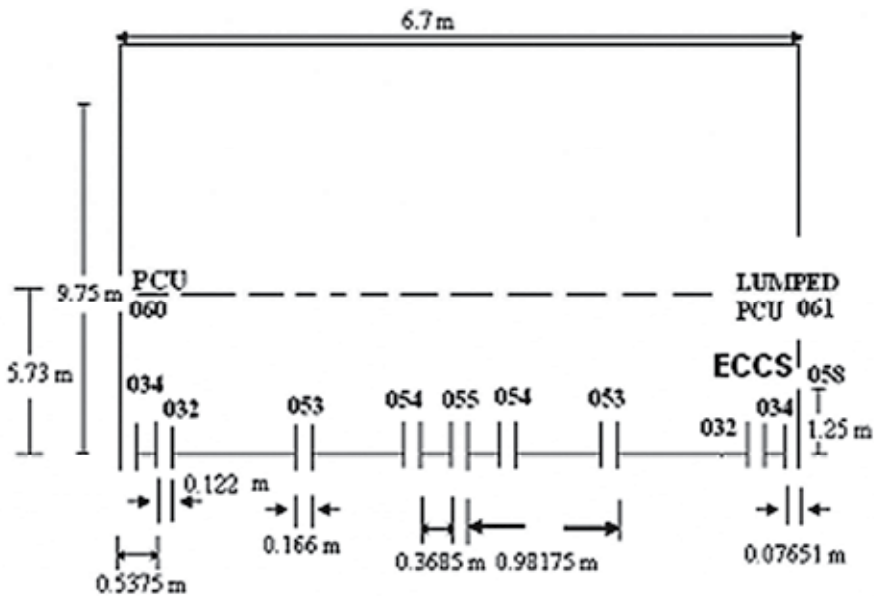 6.7 m
PCU
LUMPED
9.75 m
060
PCU 061
5.73 m
ECCS 058
034
032
053
054
055
054
053
032
034
1.25 m
0.122 m
0.166 m
0.3685 m 0.98175 m
0.07651 m
0.5375 m